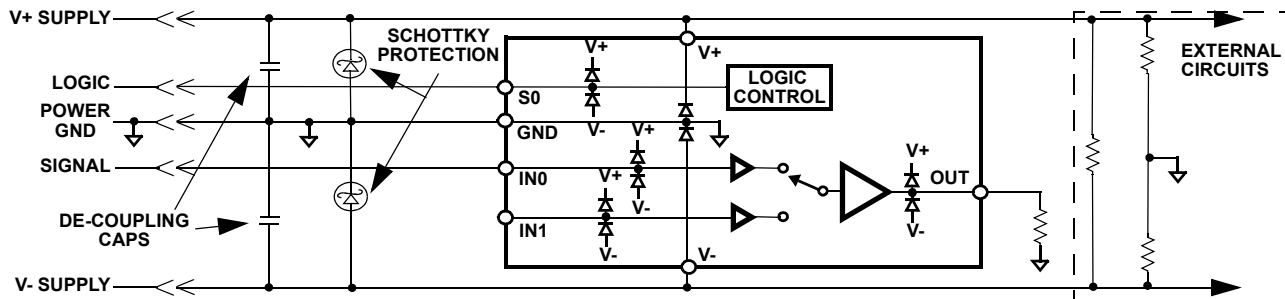 V+ SUPPLY
SCHOTTKY
PROTECTION
EXTERNAL
CIRCUITS
V+
V+
LOGIC
S0
LOGIC
CONTROL
POWER
GND
V-
GND
V+
SIGNAL
IN0
V+
V-
V+
OUT
DE-COUPLING
CAPS
IN1
V-
V-
V-
V- SUPPLY